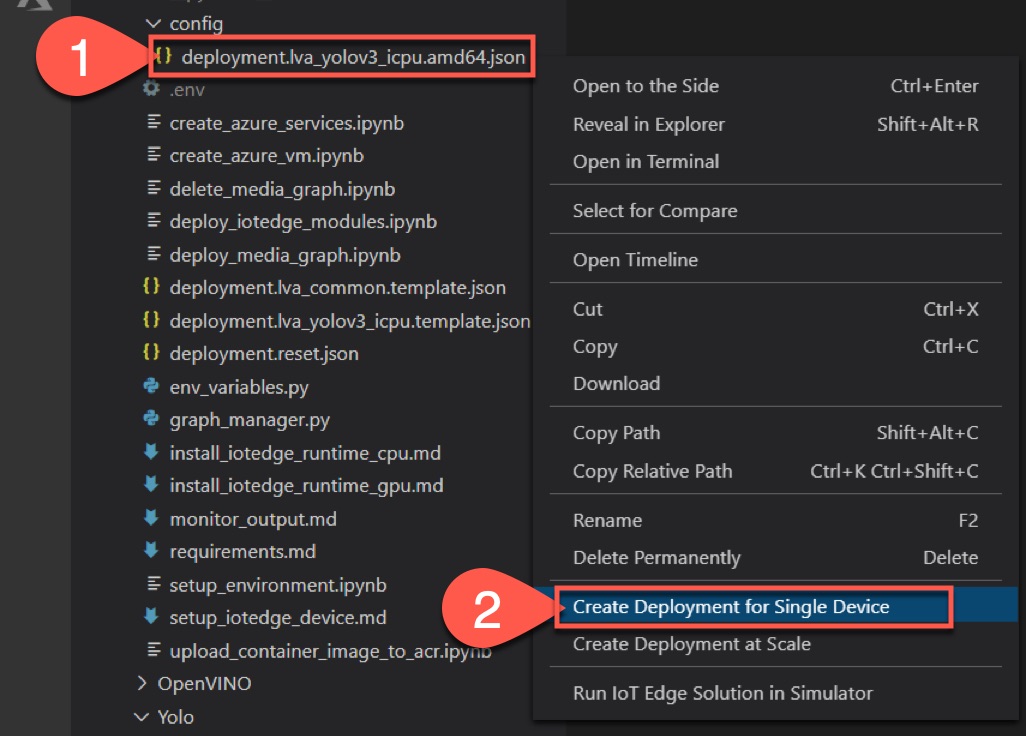 config
1
{} deployment.lva_yolov3_icpu.amd64.json
.env
create_azure_services.ipynb
create_azure_vm.ipynb
delete_media_graph.ipynb
deploy_iotedge_modules.ipynb
deploy_media_graph.ipynb
{} deployment.lva_common.template.json
{} deployment.lva_yolov3_icpu.template.json
{} deployment.reset.json
env_variables.py
graph_manager.py
install_iotedge_runtime_cpu.md
install_iotedge_runtime_gpu.md
monitor_output.md
requirements.md
setup_environment.ipynb
setup_iotedge_device.md
upload_container_image_to_acr.ipynb
OpenVINO
Yolo
Open to the Side Ctrl+Enter
Reveal in Explorer Shift+Alt+R
Open in Terminal
Select for Compare
Open Timeline
Cut Ctrl+X
Copy Ctrl+C
Download
Copy Path Shift+Alt+C
Copy Relative Path Ctrl+K Ctrl+Shift+C
Rename F2
Delete Permanently Delete
2
Create Deployment for Single Device
Create Deployment at Scale
Run IoT Edge Solution in Simulator